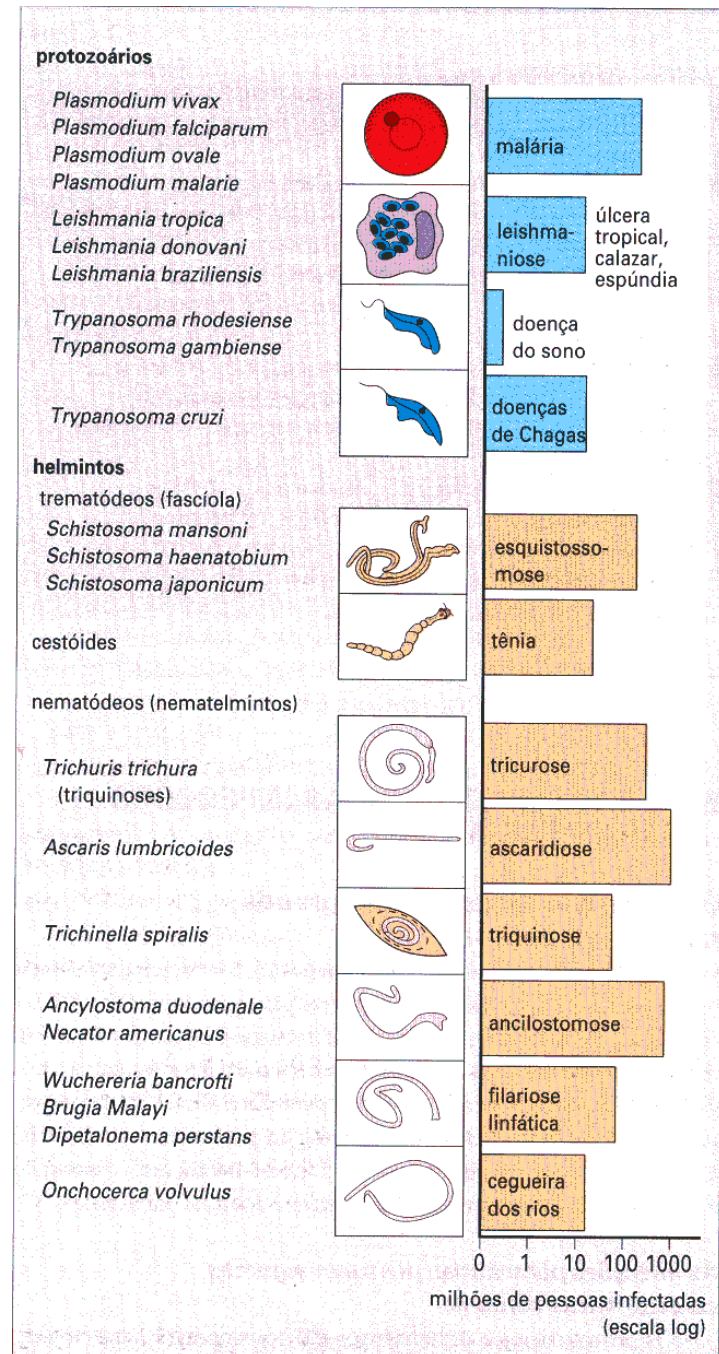 protozoários
Plasmodium vivax
Plasmodium falciparum
Plasmodium ovale
Plasmodium malarie
malária
Leishmania tropica
Leishmania donovani
Leishmania braziliensis
leishma-
niose
úlcera
tropical,
calazar,
espúndia
Trypanosoma rhodesiense
Trypanosoma gambiense
doença
do sono
Trypanosoma cruzi
doenças
de Chagas
helmintos
trematódeos (fascíola)
Schistosoma mansoni
Schistosoma haenatobium
Schistosoma japonicum
esquistosso-
mose
cestóides
tênia
nematódeos (nematelmintos)
Trichuris trichura
(triquinoses)
tricurose
Ascaris lumbricoides
ascaridiose
Trichinella spiralis
triquinose
Ancylostoma duodenale
Necator americanus
ancilostomose
Wuchereria bancrofti
Brugia Malayi
Dipetalonema perstans
filariose
linfática
Onchocerca volvulus
cegueira
dos rios
0 1 10 100 1000
milhões de pessoas infectadas
(escala log)